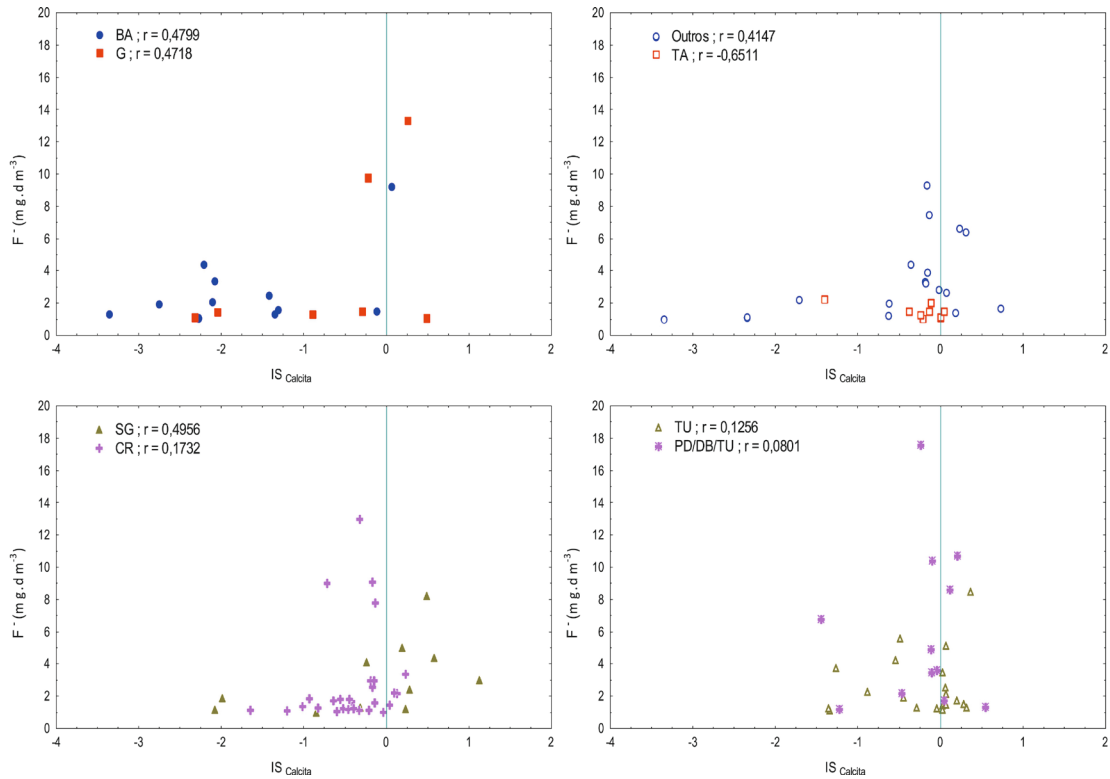 20
18
16
14
12
10
8
6
4
2
0
F⁻ (mg.dm⁻³)
BA ; r = 0,4799
G ; r = 0,4718
-4 -3 -2 -1 0 1 2
IS Calcita
20
18
16
14
12
10
8
6
4
2
0
F⁻ (mg.dm⁻³)
Outros ; r = 0,4147
TA ; r = -0,6511
-4 -3 -2 -1 0 1 2
IS Calcita
20
18
16
14
12
10
8
6
4
2
0
F⁻ (mg.dm⁻³)
SG ; r = 0,4956
CR ; r = 0,1732
-4 -3 -2 -1 0 1 2
IS Calcita
20
18
16
14
12
10
8
6
4
2
0
F⁻ (mg.dm⁻³)
TU ; r = 0,1256
PD/DB/TU ; r = 0,0801
-4 -3 -2 -1 0 1 2
IS Calcita